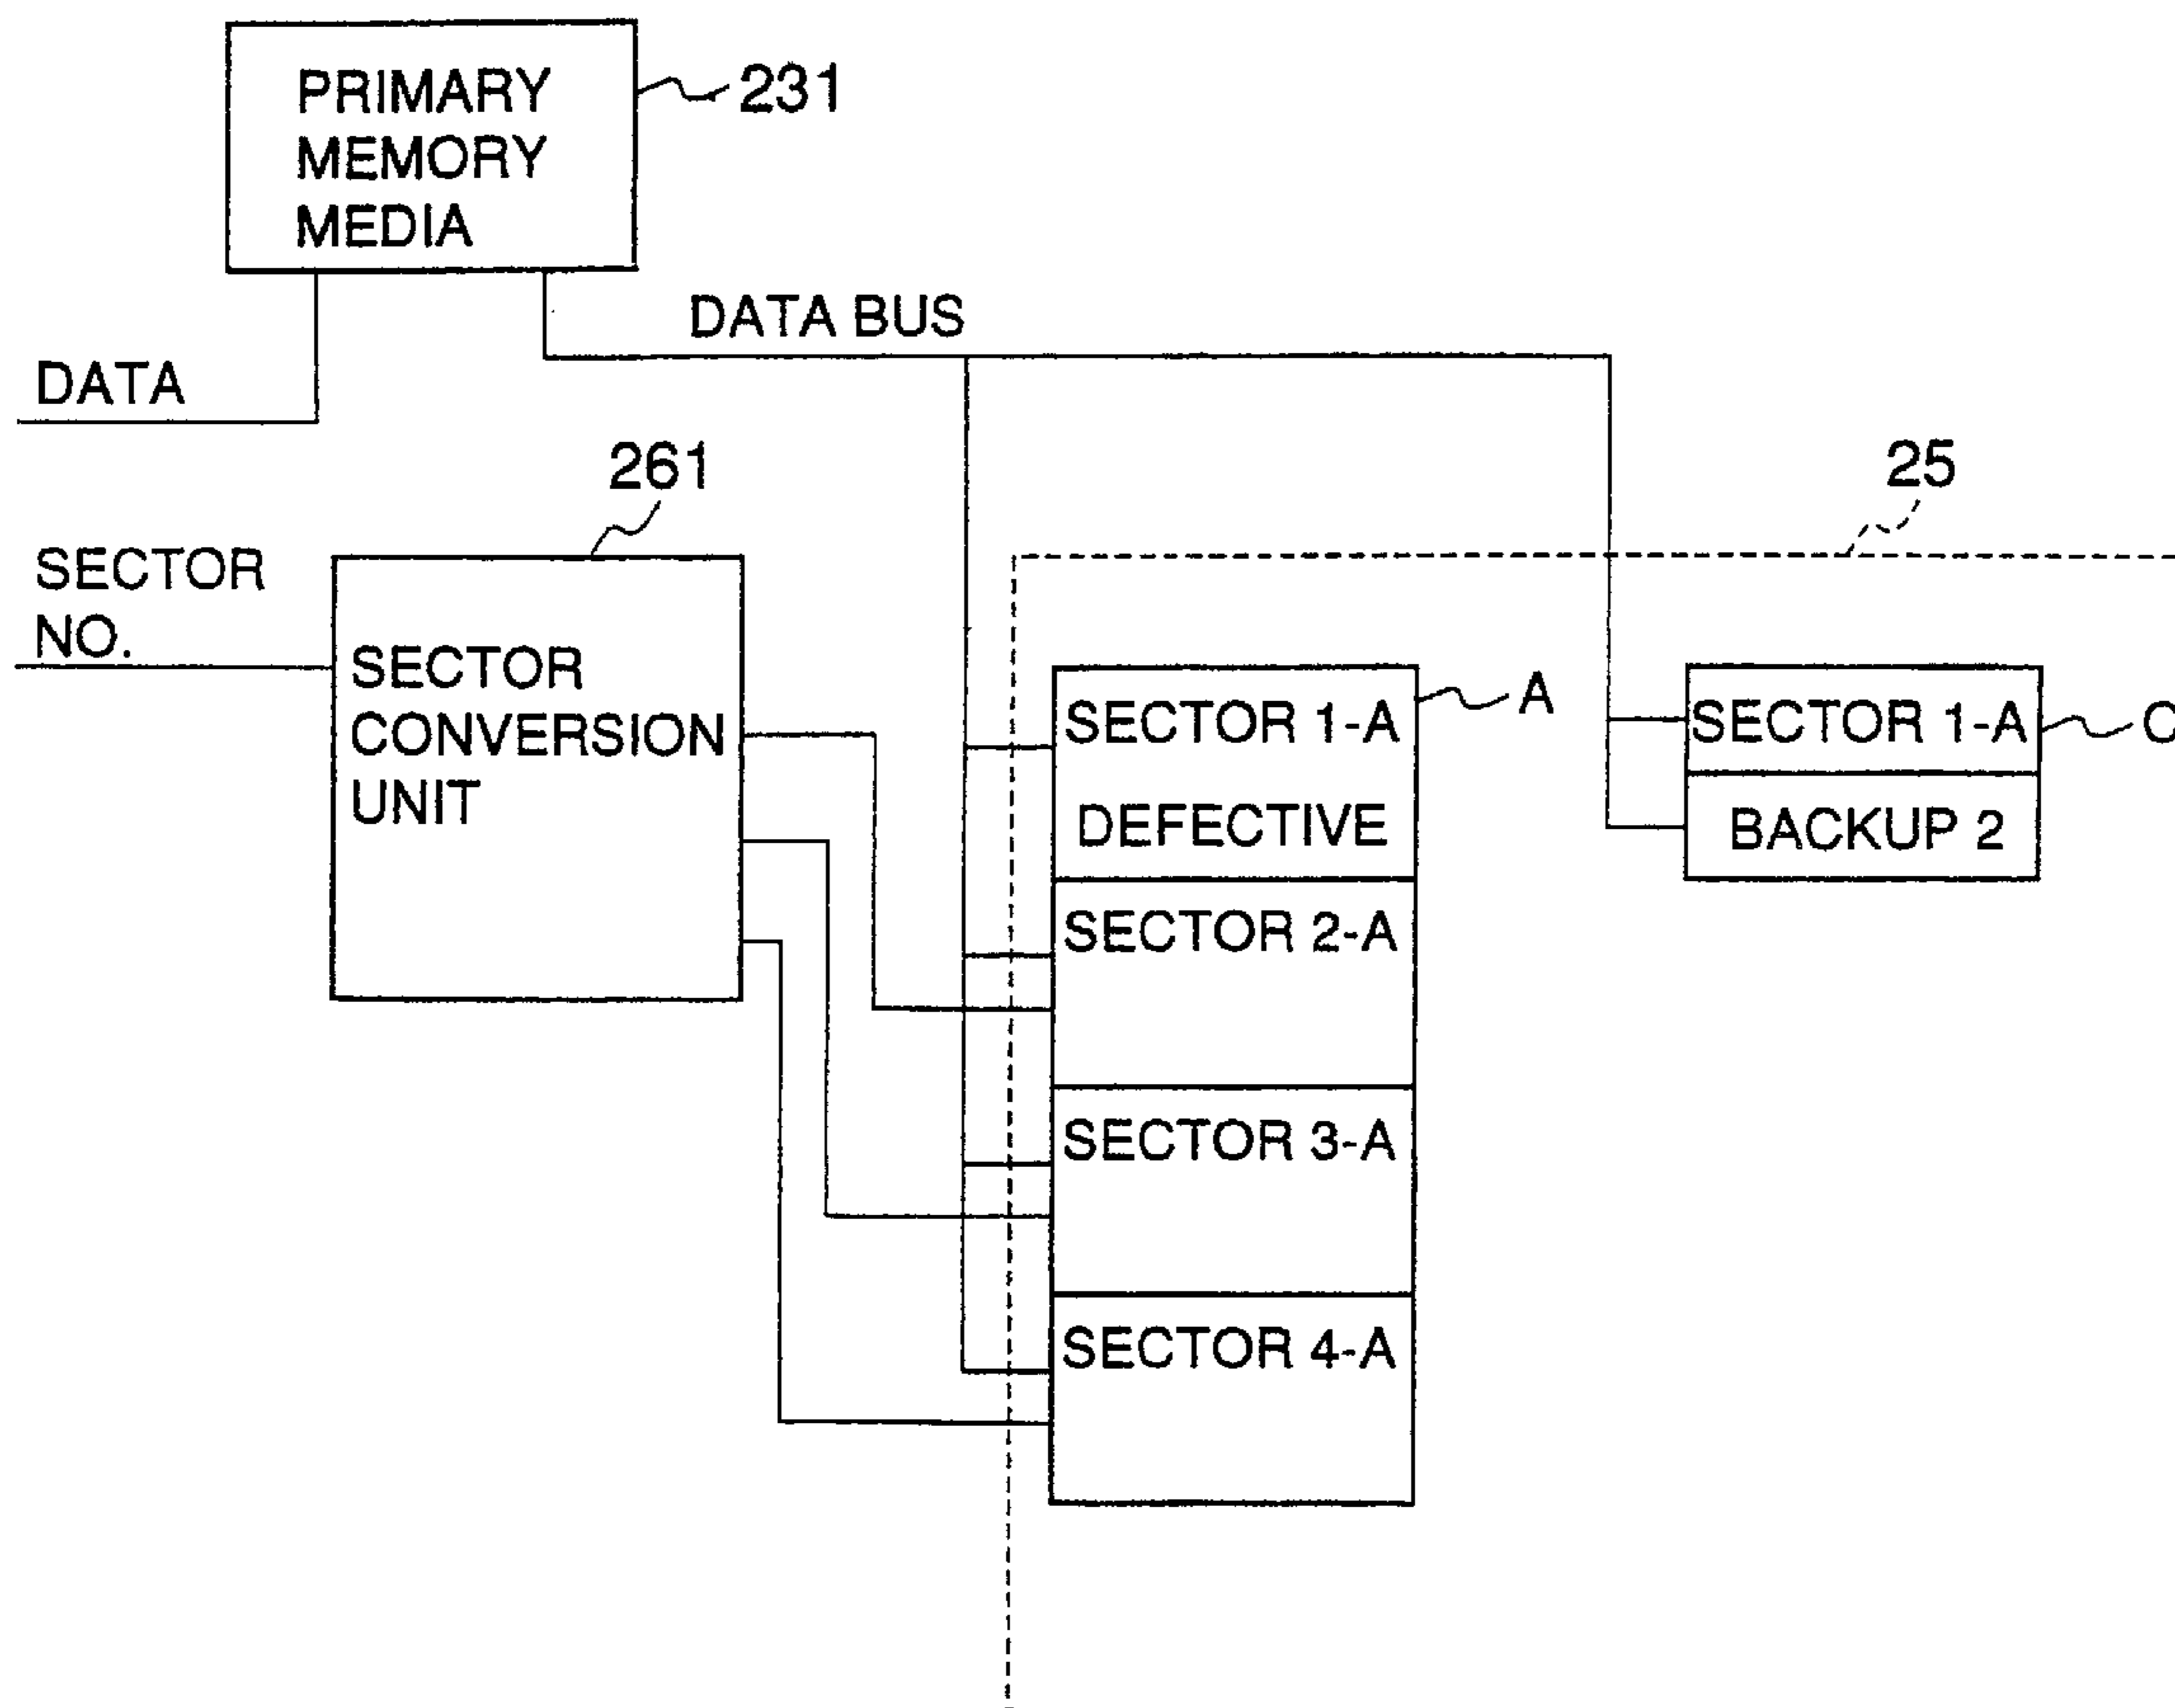 PRIMARY
MEMORY
MEDIA
231
DATA BUS
DATA
261
25
SECTOR
NO.
SECTOR
CONVERSION
UNIT
SECTOR 1-A
DEFECTIVE
A
SECTOR 1-A
BACKUP 2
SECTOR 2-A
SECTOR 3-A
SECTOR 4-A